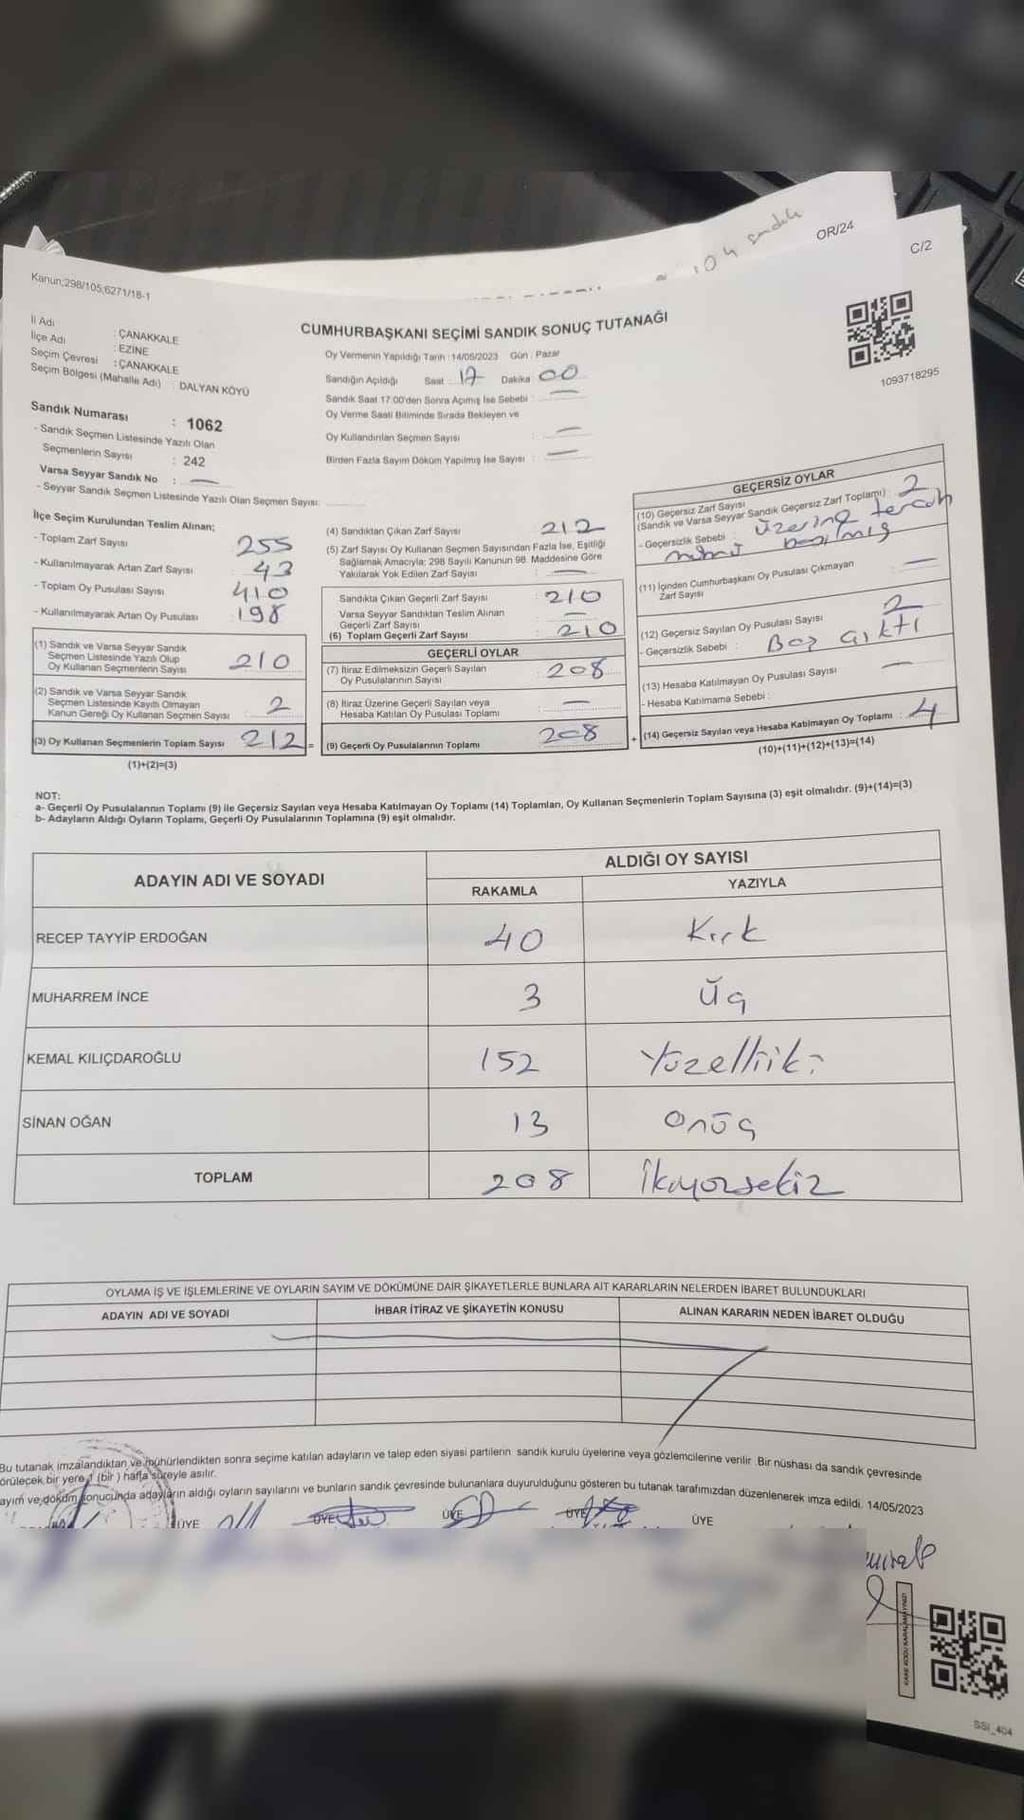 104 sandık
OR/24
C/2
Kanun;298/105;6271/18-1
İl Adı : ÇANAKKALE
İlçe Adı : EZİNE
Seçim Çevresi : ÇANAKKALE
Seçim Bölgesi (Mahalle Adı) : DALYAN KÖYÜ
Sandık Numarası : 1062
- Sandık Seçmen Listesinde Yazılı Olan
Seçmenlerin Sayısı : 242
Varsa Seyyar Sandık No : —
- Seyyar Sandık Seçmen Listesinde Yazılı Olan Seçmen Sayısı:
CUMHURBAŞKANI SEÇİMİ SANDIK SONUÇ TUTANAĞI
Oy Vermenin Yapıldığı Tarih : 14/05/2023 Gün : Pazar
Sandığın Açıldığı Saat : 17 Dakika 00
Sandık Saat 17:00'den Sonra Açımış İse Sebebi : —
Oy Verme Saati Bitiminde Sırada Bekleyen ve
Oy Kullandırılan Seçmen Sayısı : —
Birden Fazla Sayım Döküm Yapılmış İse Sayısı : —
1093718295
İlçe Seçim Kurulundan Teslim Alınan;
- Toplam Zarf Sayısı : 255
- Kullanılmayarak Artan Zarf Sayısı : 43
- Toplam Oy Pusulası Sayısı : 410
- Kullanılmayarak Artan Oy Pusulası : 198
(1) Sandık ve Varsa Seyyar Sandık
Seçmen Listesinde Yazılı Olup
Oy Kullanan Seçmenlerin Sayısı : 210
(2) Sandık ve Varsa Seyyar Sandık
Seçmen Listesinde Kayıtlı Olmayan
Kanun Gereği Oy Kullanan Seçmen Sayısı : 2
(3) Oy Kullanan Seçmenlerin Toplam Sayısı : 212 =
(1)+(2)=(3)
(4) Sandıktan Çıkan Zarf Sayısı : 212
(5) Zarf Sayısı Oy Kullanan Seçmen Sayısından Fazla İse, Eşitliği
Sağlamak Amacıyla; 298 Sayılı Kanunun 98. Maddesine Göre
Yakılarak Yok Edilen Zarf Sayısı : —
Sandıkta Çıkan Geçerli Zarf Sayısı : 210
Varsa Seyyar Sandıktan Teslim Alınan
Geçerli Zarf Sayısı : —
(6) Toplam Geçerli Zarf Sayısı : 210
GEÇERLİ OYLAR
(7) İtiraz Edilmeksizin Geçerli Sayılan
Oy Pusulalarının Sayısı : 208
(8) İtiraz Üzerine Geçerli Sayılan veya
Hesaba Katılan Oy Pusulası Toplamı : —
(9) Geçerli Oy Pusulalarının Toplamı : 208 +
GEÇERSİZ OYLAR
(10) Geçersiz Zarf Sayısı
(Sandık ve Varsa Seyyar Sandık Geçersiz Zarf Toplamı) : 2
- Geçersizlik Sebebi : Üzerine tercih
mührü basılmış
(11) İçinden Cumhurbaşkanı Oy Pusulası Çıkmayan
Zarf Sayısı : —
(12) Geçersiz Sayılan Oy Pusulası Sayısı : 2
- Geçersizlik Sebebi : Boş çıktı
(13) Hesaba Katılmayan Oy Pusulası Sayısı : —
- Hesaba Katılmama Sebebi :
(14) Geçersiz Sayılan veya Hesaba Katılmayan Oy Toplamı : 4
(10)+(11)+(12)+(13)=(14)
NOT:
a- Geçerli Oy Pusulalarının Toplamı (9) ile Geçersiz Sayılan veya Hesaba Katılmayan Oy Toplamı (14) Toplamları, Oy Kullanan Seçmenlerin Toplam Sayısına (3) eşit olmalıdır. (9)+(14)=(3)
b- Adayların Aldığı Oyların Toplamı, Geçerli Oy Pusulalarının Toplamına (9) eşit olmalıdır.
ADAYIN ADI VE SOYADI ALDIĞI OY SAYISI
RAKAMLA YAZIYLA
RECEP TAYYİP ERDOĞAN 40 Kırk
MUHARREM İNCE 3 Üç
KEMAL KILIÇDAROĞLU 152 Yüzelliiki
SİNAN OĞAN 13 Onüç
TOPLAM 208 İkiyüzsekiz
OYLAMA İŞ VE İŞLEMLERİNE VE OYLARIN SAYIM VE DÖKÜMÜNE DAİR ŞİKAYETLERLE BUNLARA AİT KARARLARIN NELERDEN İBARET BULUNDUKLARI
ADAYIN ADI VE SOYADI İHBAR İTİRAZ VE ŞİKAYETİN KONUSU ALINAN KARARIN NEDEN İBARET OLDUĞU
Bu tutanak imzalandıktan ve mühürlendikten sonra seçime katılan adayların ve talep eden siyasi partilerin sandık kurulu üyelerine veya gözlemcilerine verilir. Bir nüshası da sandık çevresinde
örülecek bir yere 1 (bir) hafta süreyle asılır.
ayım ve döküm sonucunda adayların aldığı oyların sayılarını ve bunların sandık çevresinde bulunanlara duyurulduğunu gösteren bu tutanak tarafımızdan düzenlenerek imza edildi. 14/05/2023
ÜYE ÜYE ÜYE ÜYE ÜYE
KARE KODU KARALAMAYINIZ!
SSI_404